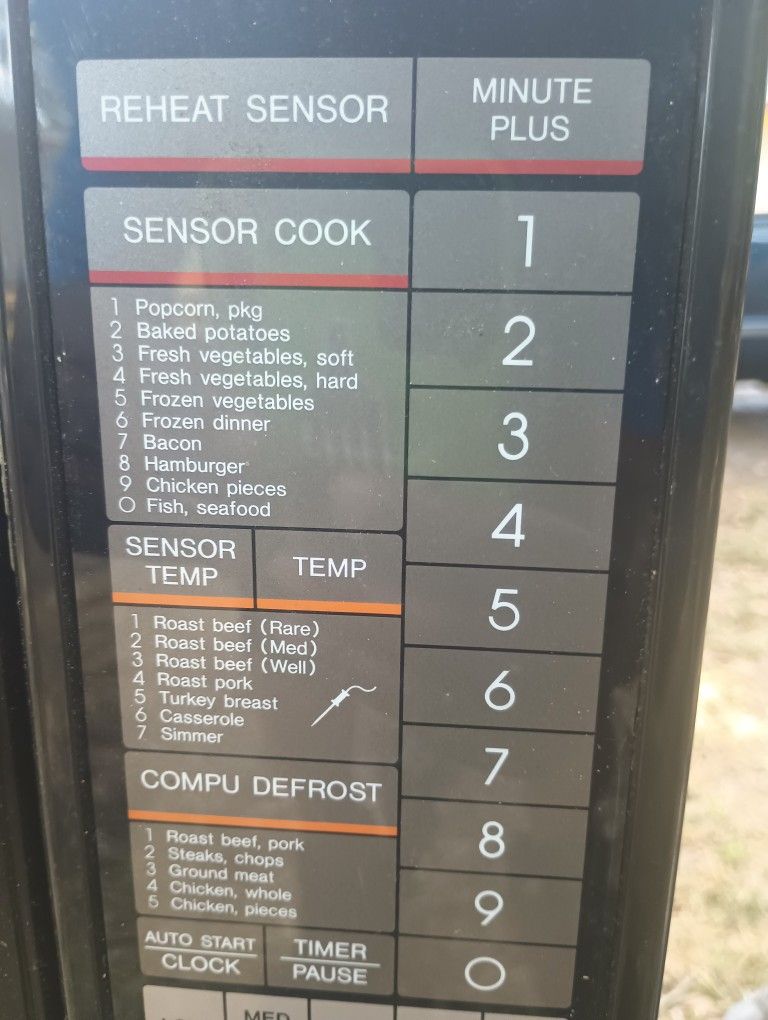 REHEAT SENSOR
MINUTE
PLUS
SENSOR COOK
1 Popcorn, pkg
2 Baked potatoes
3 Fresh vegetables, soft
4 Fresh vegetables, hard
5 Frozen vegetables
6 Frozen dinner
7 Bacon
8 Hamburger
9 Chicken pieces
0 Fish, seafood
SENSOR
TEMP
TEMP
1 Roast beef (Rare)
2 Roast beef (Med)
3 Roast beef (Well)
4 Roast pork
5 Turkey breast
6 Casserole
7 Simmer
COMPU DEFROST
1 Roast beef, pork
2 Steaks, chops
3 Ground meat
4 Chicken, whole
5 Chicken, pieces
AUTO START
CLOCK
TIMER
PAUSE
1
2
3
4
5
6
7
8
9
0
MED